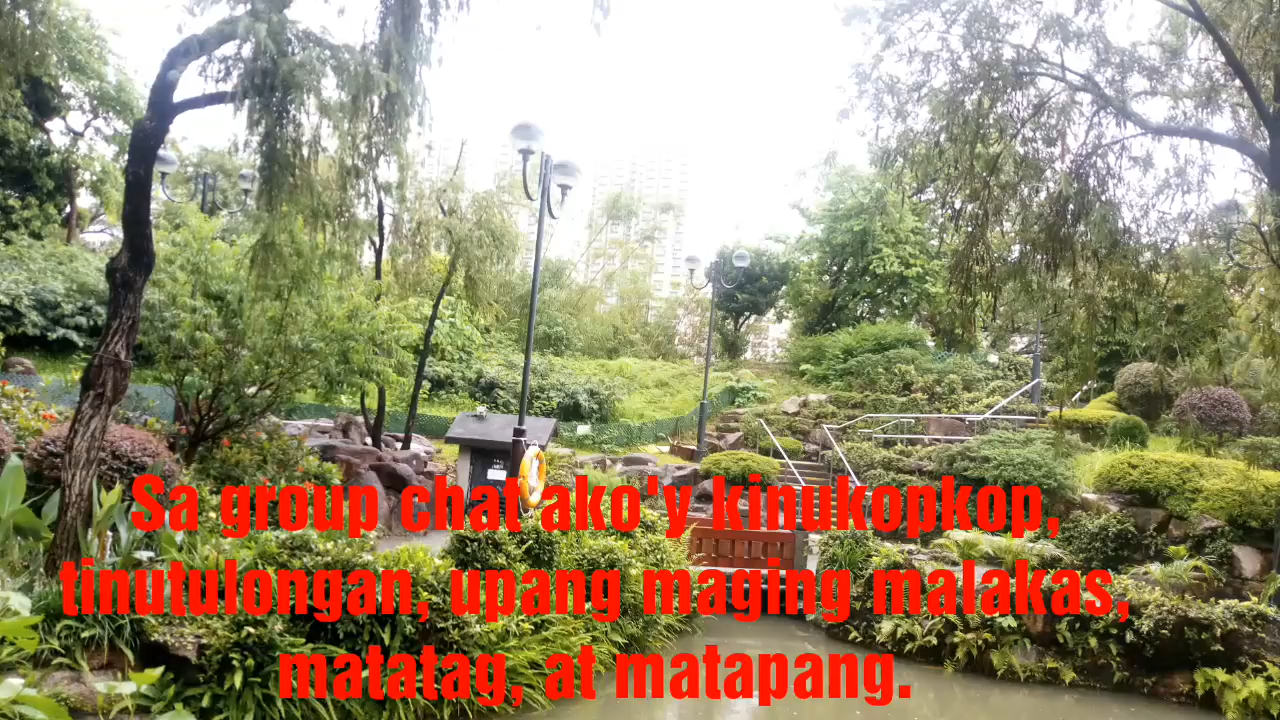 Sa group chat ako'y kinukopkop,
tinutulongan, upang maging malakas,
matatag, at matapang.